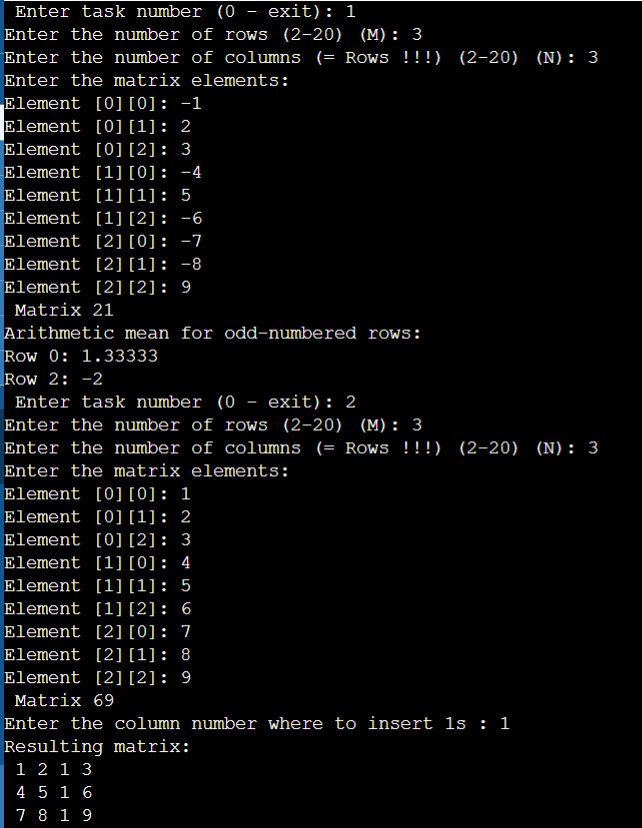 Enter task number (0 - exit): 1
Enter the number of rows (2-20) (M): 3
Enter the number of columns (= Rows !!!) (2-20) (N): 3
Enter the matrix elements:
Element [0][0]: -1
Element [0][1]: 2
Element [0][2]: 3
Element [1][0]: -4
Element [1][1]: 5
Element [1][2]: -6
Element [2][0]: -7
Element [2][1]: -8
Element [2][2]: 9
Matrix 21
Arithmetic mean for odd-numbered rows:
Row 0: 1.33333
Row 2: -2
Enter task number (0 - exit): 2
Enter the number of rows (2-20) (M): 3
Enter the number of columns (= Rows !!!) (2-20) (N): 3
Enter the matrix elements:
Element [0][0]: 1
Element [0][1]: 2
Element [0][2]: 3
Element [1][0]: 4
Element [1][1]: 5
Element [1][2]: 6
Element [2][0]: 7
Element [2][1]: 8
Element [2][2]: 9
Matrix 69
Enter the column number where to insert 1s : 1
Resulting matrix:
1 2 1 3
4 5 1 6
7 8 1 9